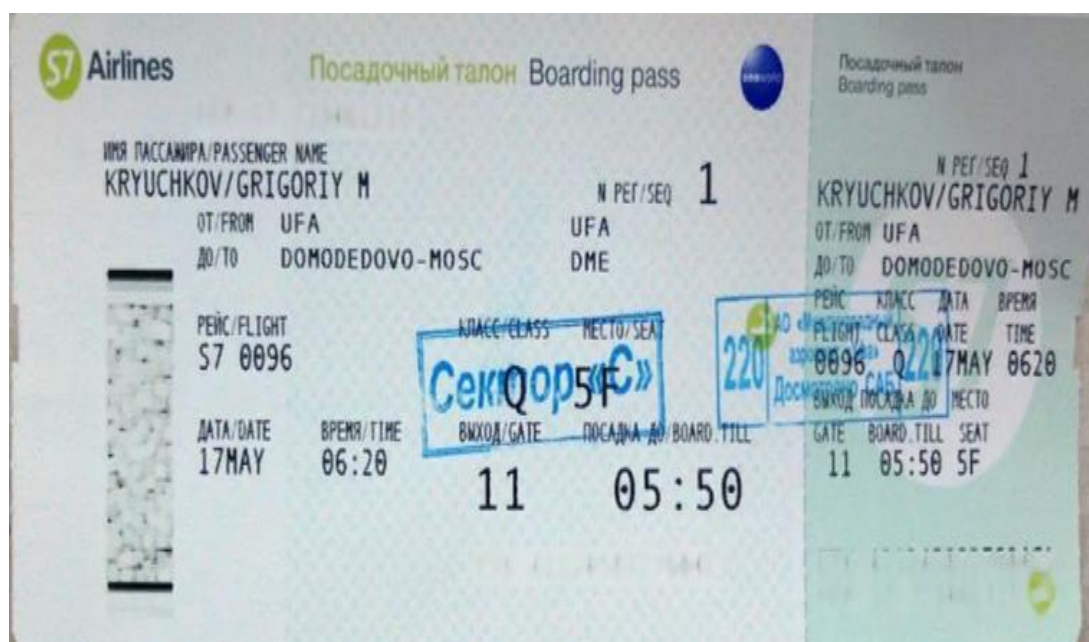 S7 Airlines
Посадочный талон Boarding pass
ИМЯ ПАССАЖИРА/PASSENGER NAME
KRYUCHKOV/GRIGORIY M
N РЕГ/SEQ 1
ОТ/FROM UFA UFA
ДО/TO DOMODEDOVO-MOSC DME
РЕЙС/FLIGHT КЛАСС/CLASS МЕСТО/SEAT
S7 0096 Q 5F
Сектор «С»
ДАТА/DATE ВРЕМЯ/TIME ВЫХОД/GATE ПОСАДКА ДО/BOARD.TILL
17MAY 06:20 11 05:50
220 АО 220
Досмотрено САБ
Посадочный талон
Boarding pass
N РЕГ/SEQ 1
KRYUCHKOV/GRIGORIY M
ОТ/FROM UFA
ДО/TO DOMODEDOVO-MOSC
РЕЙС КЛАСС ДАТА ВРЕМЯ
FLIGHT CLASS DATE TIME
0096 Q 17MAY 0620
ВЫХОД ПОСАДКА ДО МЕСТО
GATE BOARD.TILL SEAT
11 05:50 5F